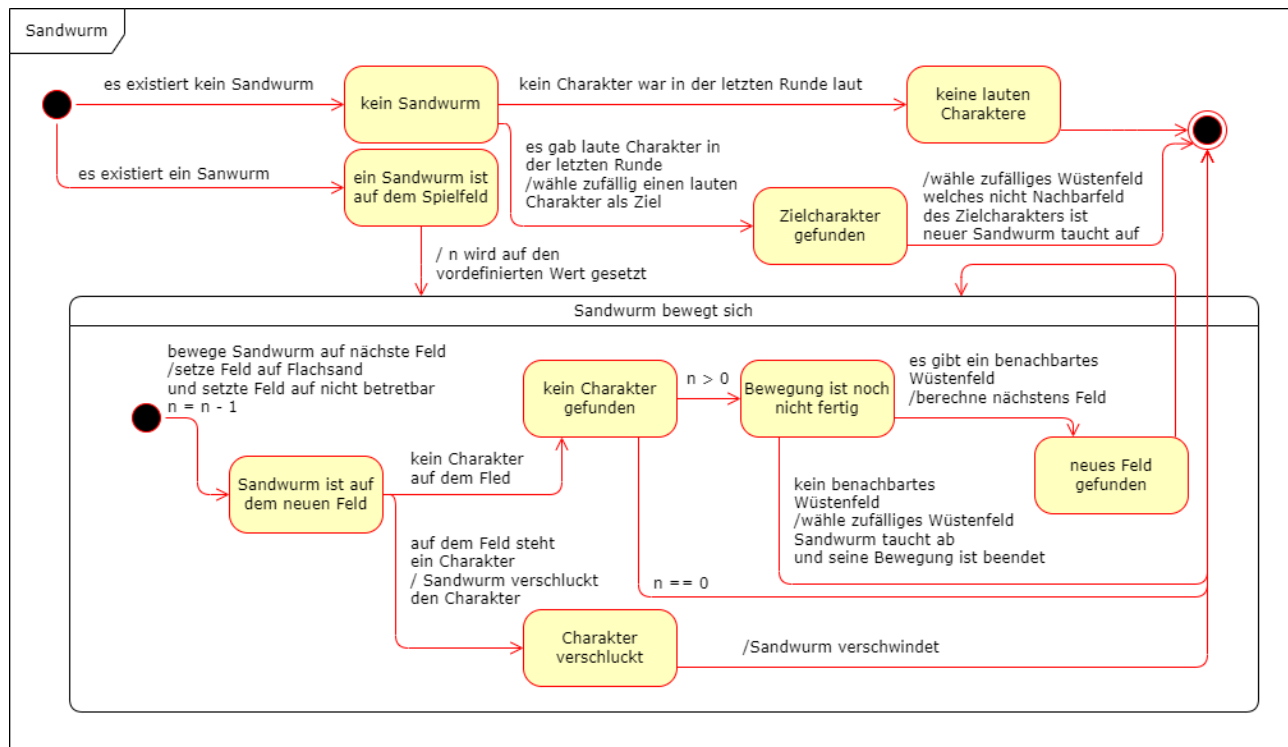 Sandwurm
es existiert kein Sandwurm
kein Sandwurm
kein Charakter war in der letzten Runde laut
keine lauten
Charaktere
es existiert ein Sanwurm
ein Sandwurm ist
auf dem Spielfeld
es gab laute Charakter in
der letzten Runde
/wähle zufällig einen lauten
Charakter als Ziel
Zielcharakter
gefunden
/wähle zufälliges Wüstenfeld
welches nicht Nachbarfeld
des Zielcharakters ist
neuer Sandwurm taucht auf
/ n wird auf den
vordefinierten Wert gesetzt
Sandwurm bewegt sich
bewege Sandwurm auf nächste Feld
/setze Feld auf Flachsand
und setzte Feld auf nicht betretbar
n = n - 1
Sandwurm ist auf
dem neuen Feld
kein Charakter
auf dem Fled
kein Charakter
gefunden
n > 0
Bewegung ist noch
nicht fertig
es gibt ein benachbartes
Wüstenfeld
/berechne nächstens Feld
neues Feld
gefunden
kein benachbartes
Wüstenfeld
/wähle zufälliges Wüstenfeld
Sandwurm taucht ab
und seine Bewegung ist beendet
n == 0
auf dem Feld steht
ein Charakter
/ Sandwurm verschluckt
den Charakter
Charakter
verschluckt
/Sandwurm verschwindet